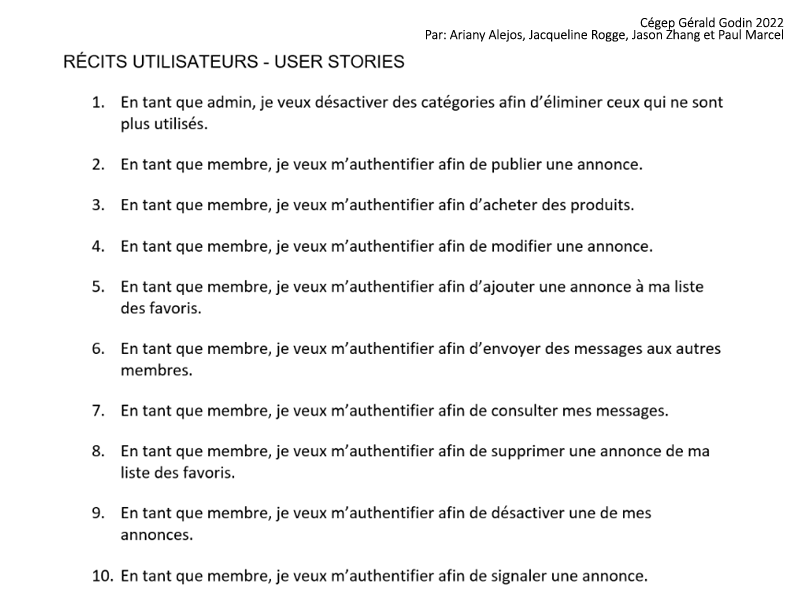 Cégep Gérald Godin 2022
Par: Ariany Alejos, Jacqueline Rogge, Jason Zhang et Paul Marcel
RÉCITS UTILISATEURS - USER STORIES
1. En tant que admin, je veux désactiver des catégories afin d’éliminer ceux qui ne sont
plus utilisés.
2. En tant que membre, je veux m’authentifier afin de publier une annonce.
3. En tant que membre, je veux m’authentifier afin d’acheter des produits.
4. En tant que membre, je veux m’authentifier afin de modifier une annonce.
5. En tant que membre, je veux m’authentifier afin d’ajouter une annonce à ma liste
des favoris.
6. En tant que membre, je veux m’authentifier afin d’envoyer des messages aux autres
membres.
7. En tant que membre, je veux m’authentifier afin de consulter mes messages.
8. En tant que membre, je veux m’authentifier afin de supprimer une annonce de ma
liste des favoris.
9. En tant que membre, je veux m’authentifier afin de désactiver une de mes
annonces.
10. En tant que membre, je veux m’authentifier afin de signaler une annonce.